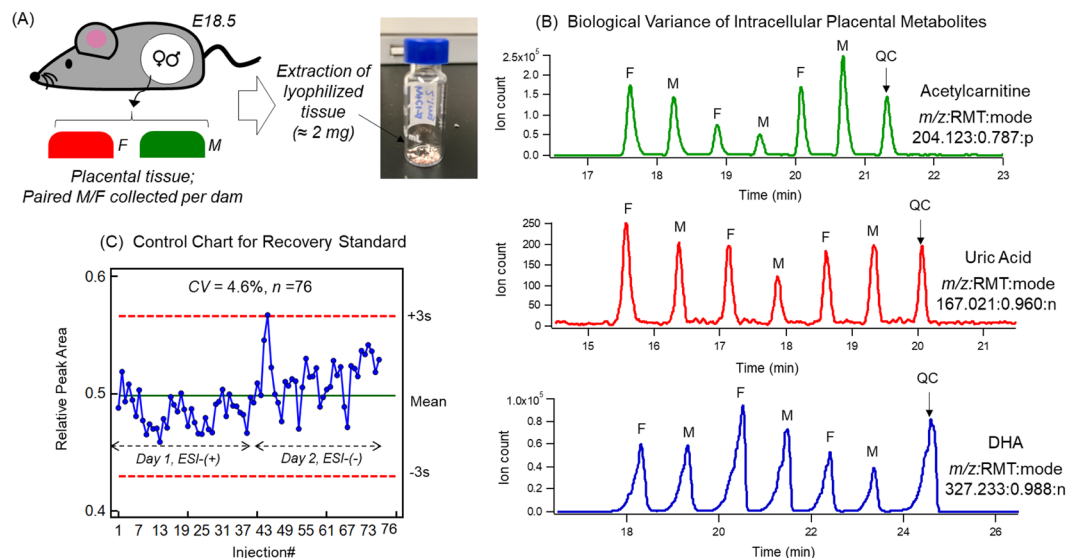 (A)
E18.5
♀♂
F
M
Placental tissue;
Paired M/F collected per dam
Extraction of
lyophilized
tissue
(≈ 2 mg)
(B) Biological Variance of Intracellular Placental Metabolites
2.5x10⁵
2.0
1.5
1.0
0.5
0.0
Ion count
F
M
F
M
F
M
QC
Acetylcarnitine
m/z:RMT:mode
204.123:0.787:p
17 18 19 20 21 22 23
Time (min)
250
200
150
100
50
0
Ion count
F
M
F
M
F
M
QC
Uric Acid
m/z:RMT:mode
167.021:0.960:n
15 16 17 18 19 20 21
Time (min)
1.0x10⁵
0.8
0.6
0.4
0.2
0.0
Ion count
F
M
F
M
F
M
QC
DHA
m/z:RMT:mode
327.233:0.988:n
18 20 22 24 26
Time (min)
(C) Control Chart for Recovery Standard
0.6
0.5
0.4
Relative Peak Area
CV = 4.6%, n =76
+3s
Mean
-3s
Day 1, ESI-(+)
Day 2, ESI-(-)
1 7 13 19 25 31 37 43 49 55 61 67 73 76
Injection#